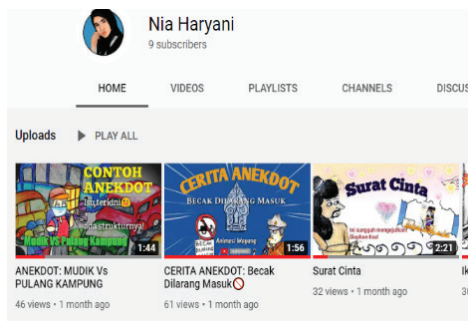 Nia Haryani
9 subscribers
HOME VIDEOS PLAYLISTS CHANNELS DISCUS
Uploads PLAY ALL
CONTOH
ANEKDOT
Mudik Vs Pulang Kampung
1:44
CERITA ANEKDOT
BECAK DILARANG MASUK
BECAK
Animasi Wayang
1:56
Surat Cinta
2:21
ANEKDOT: MUDIK Vs
PULANG KAMPUNG
46 views • 1 month ago
CERITA ANEKDOT: Becak
Dilarang Masuk🚫
61 views • 1 month ago
Surat Cinta
32 views • 1 month ago